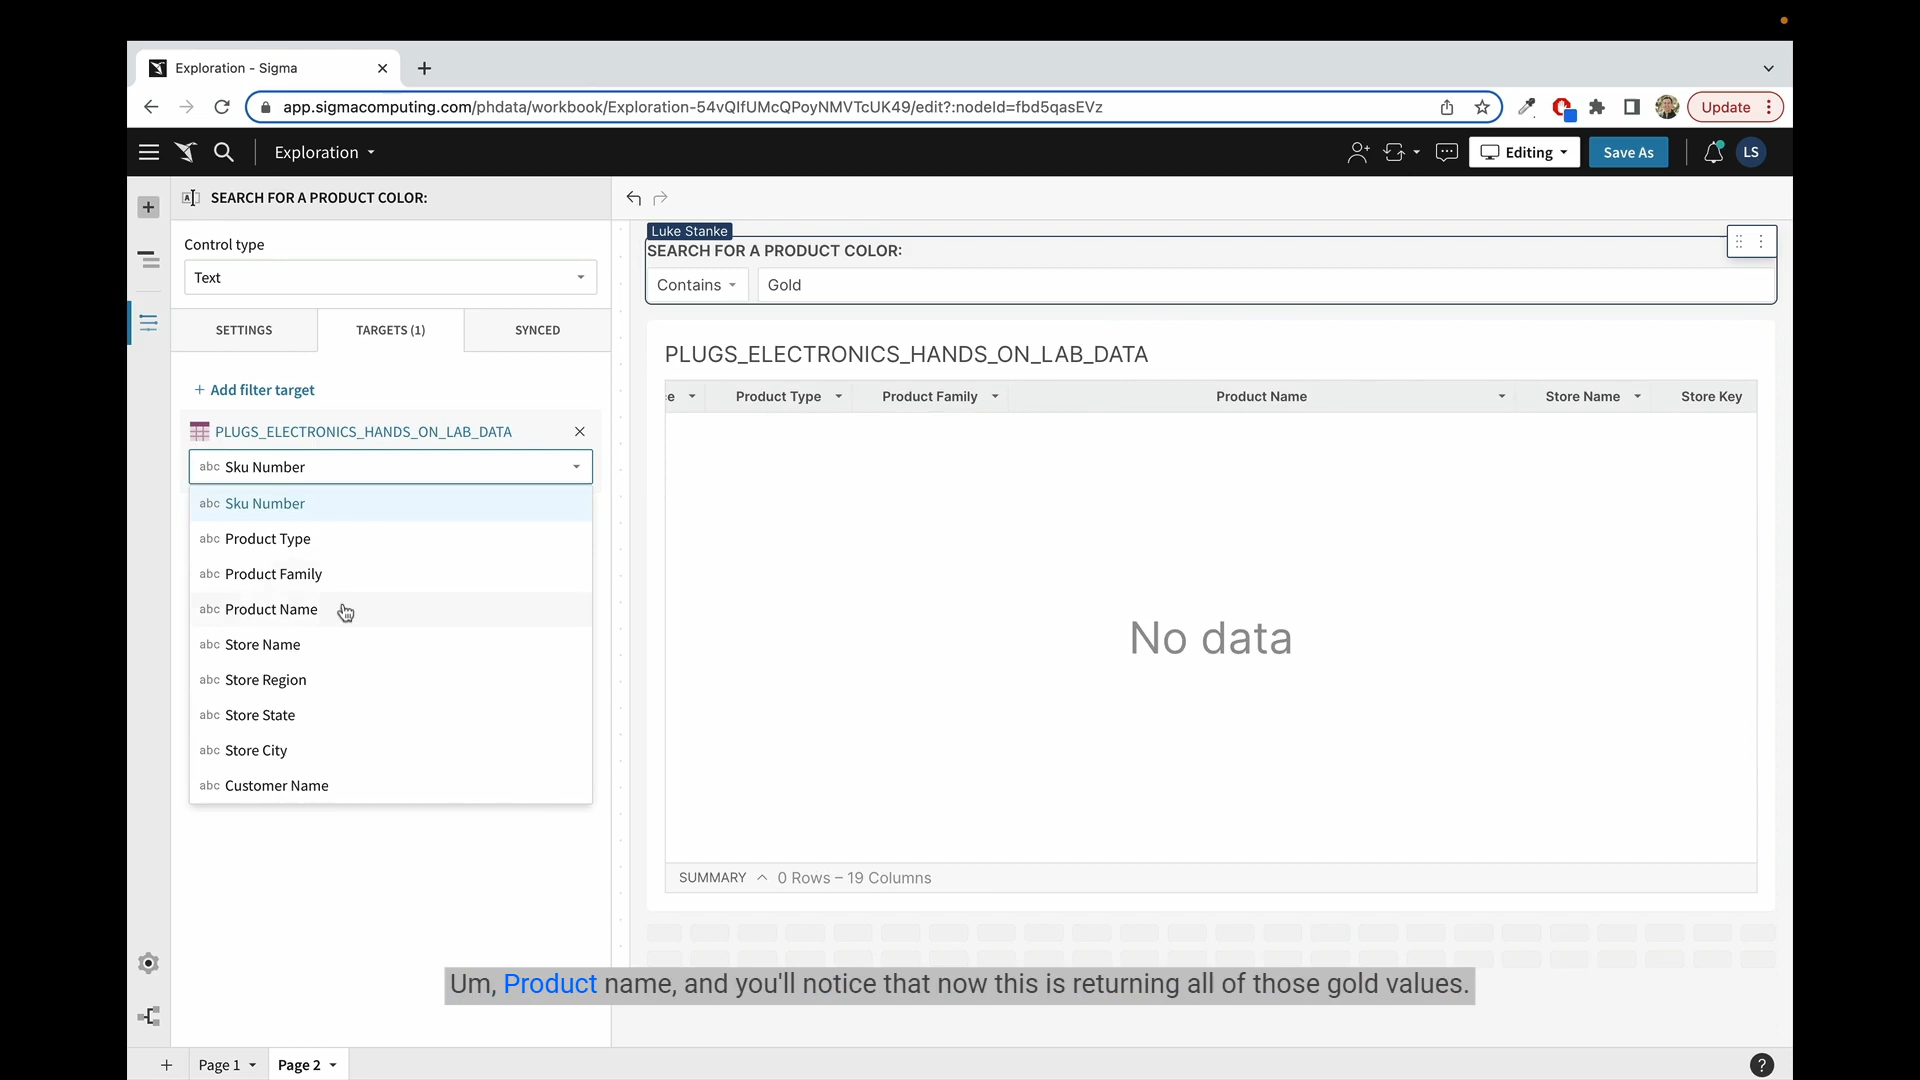 Exploration - Sigma
app.sigmacomputing.com/phdata/workbook/Exploration-54vQIfUMcQPoyNMVTcUK49/edit?:nodeId=fbd5qasEVz
Update
Exploration
Editing
Save As
LS
SEARCH FOR A PRODUCT COLOR:
Control type
Text
SETTINGS
TARGETS (1)
SYNCED
+ Add filter target
PLUGS_ELECTRONICS_HANDS_ON_LAB_DATA
abc Sku Number
abc Sku Number
abc Product Type
abc Product Family
abc Product Name
abc Store Name
abc Store Region
abc Store State
abc Store City
abc Customer Name
Luke Stanke
SEARCH FOR A PRODUCT COLOR:
Contains Gold
PLUGS_ELECTRONICS_HANDS_ON_LAB_DATA
e Product Type Product Family Product Name Store Name Store Key
No data
SUMMARY 0 Rows – 19 Columns
Um, Product name, and you'll notice that now this is returning all of those gold values.
Page 1 Page 2
?